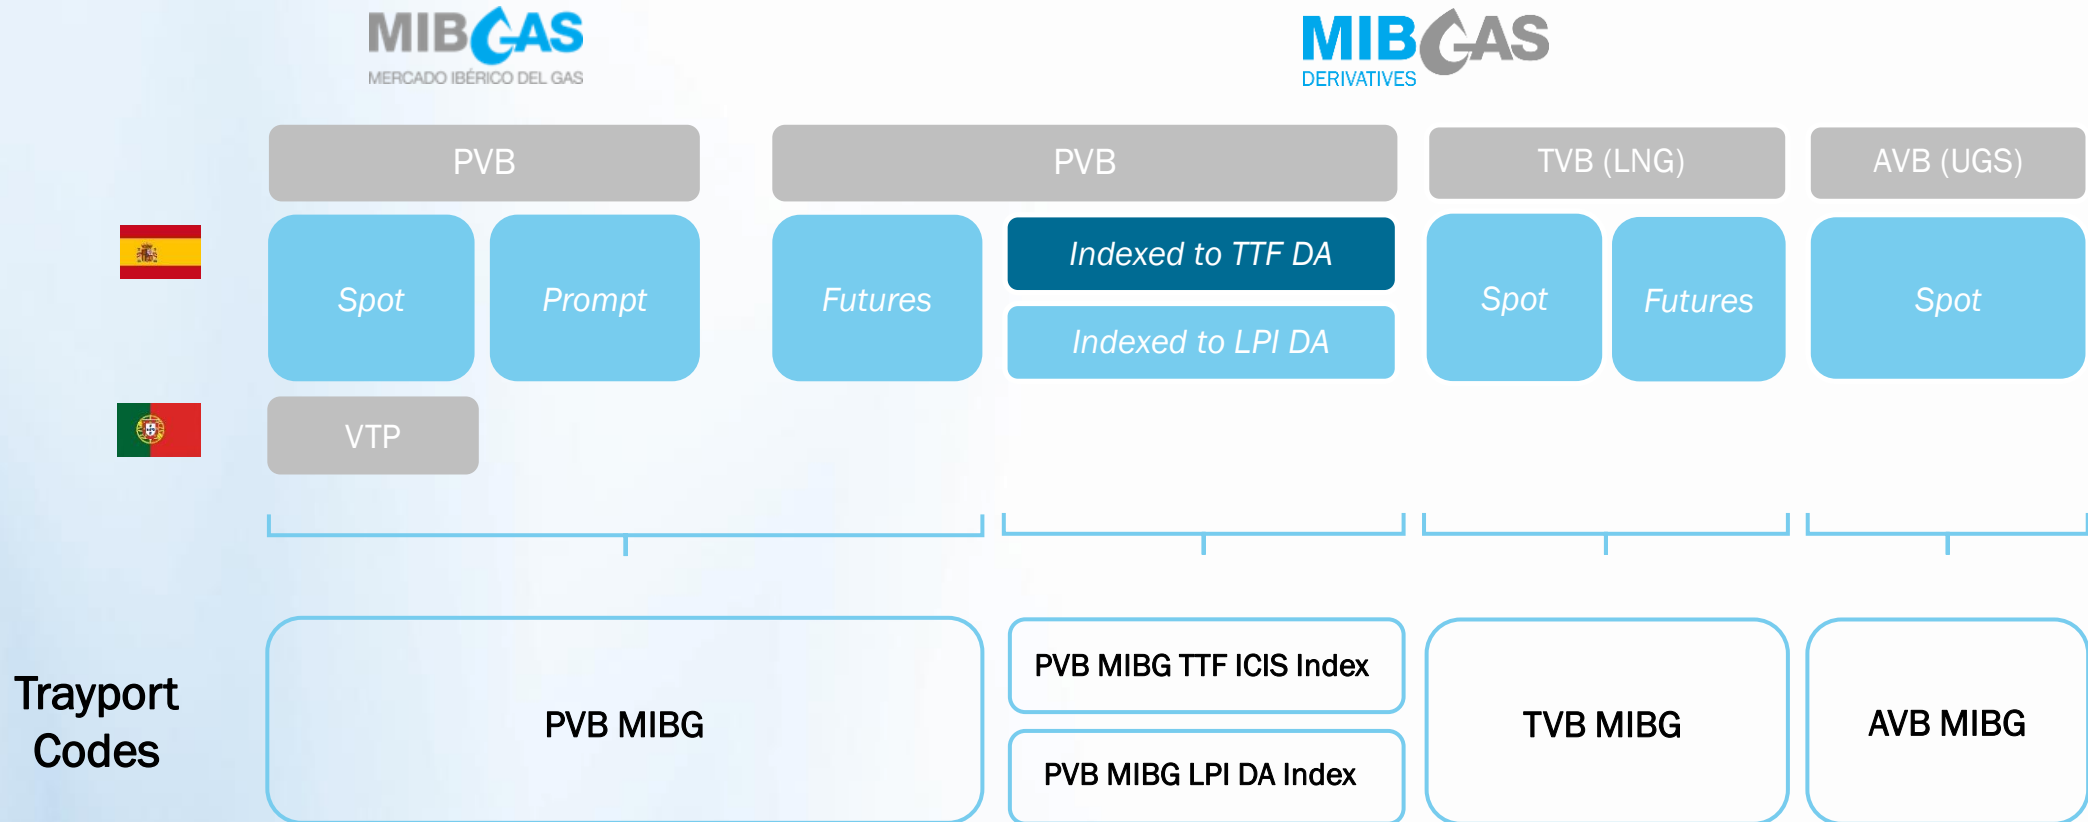 MIBGAS
MERCADO IBÉRICO DEL GAS
MIBGAS
DERIVATIVES
PVB
PVB
TVB (LNG)
AVB (UGS)
Spot
Prompt
Futures
Indexed to TTF DA
Indexed to LPI DA
Spot
Futures
Spot
VTP
Trayport
Codes
PVB MIBG
PVB MIBG TTF ICIS Index
PVB MIBG LPI DA Index
TVB MIBG
AVB MIBG